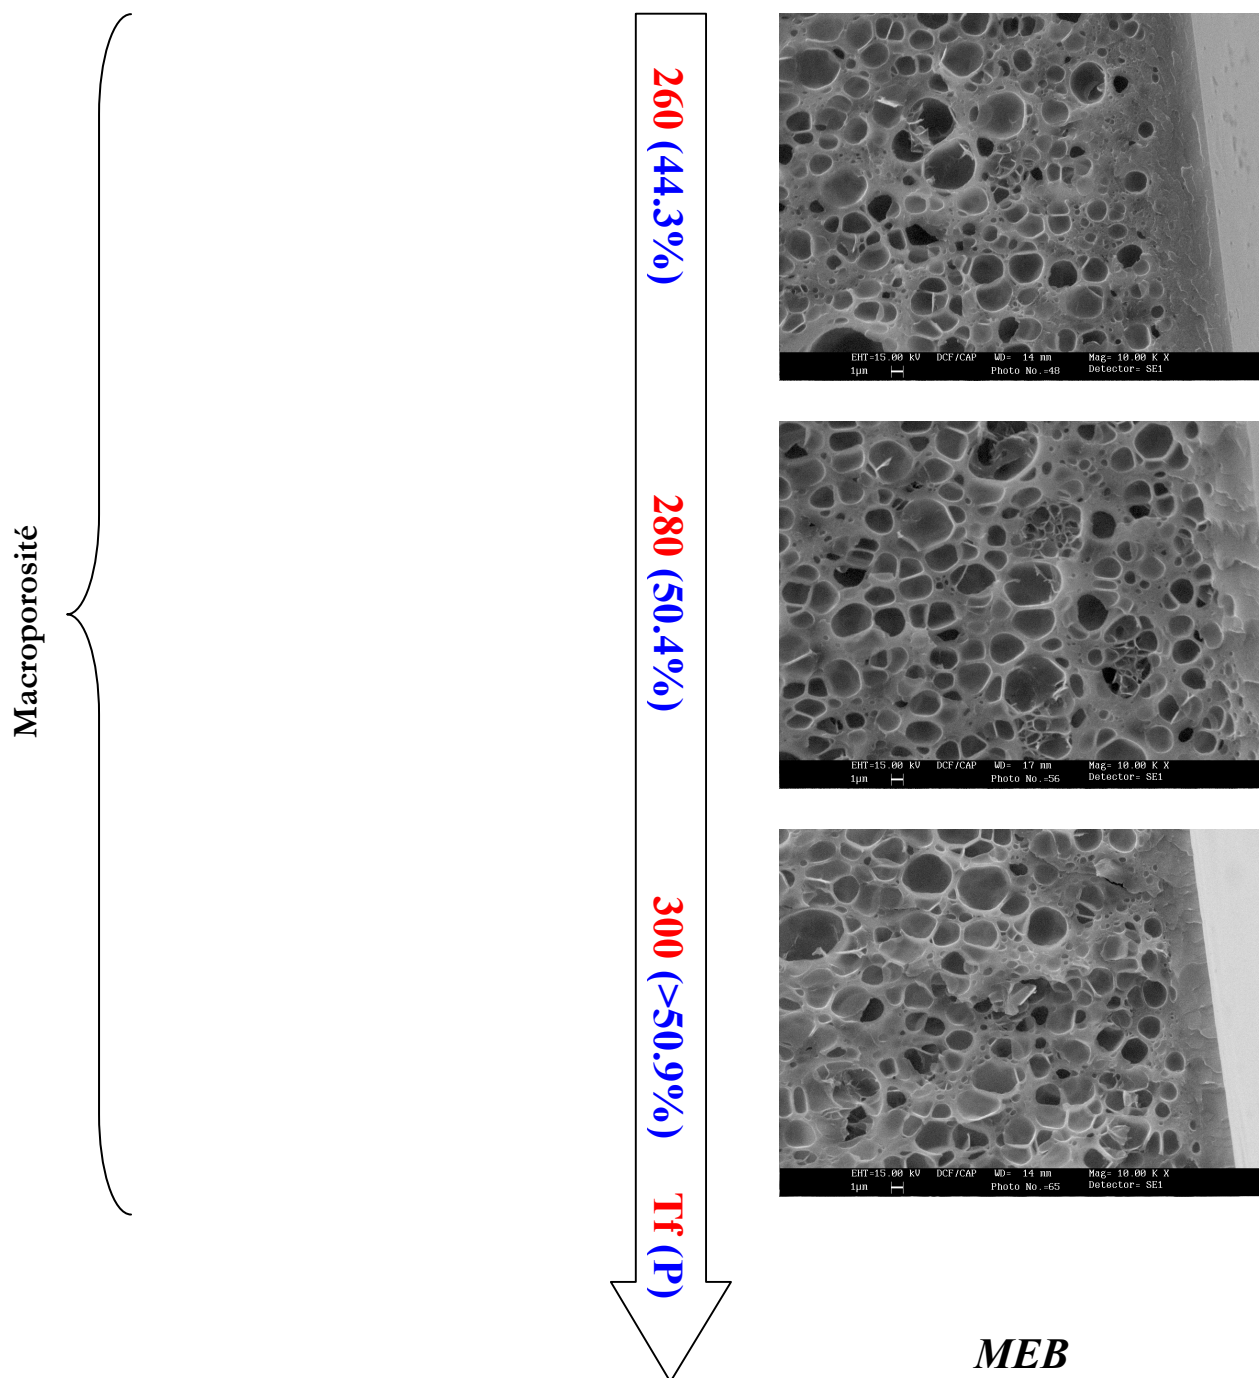 Macroporosité
260 (44.3%)
280 (50.4%)
300 (>50.9%)
Tf (P)
EHT=15.00 kV DCF/CAP WD= 14 mm Mag= 10.00 K X
1µm Photo No.=48 Detector= SE1
EHT=15.00 kV DCF/CAP WD= 17 mm Mag= 10.00 K X
1µm Photo No.=56 Detector= SE1
EHT=15.00 kV DCF/CAP WD= 14 mm Mag= 10.00 K X
1µm Photo No.=65 Detector= SE1
MEB